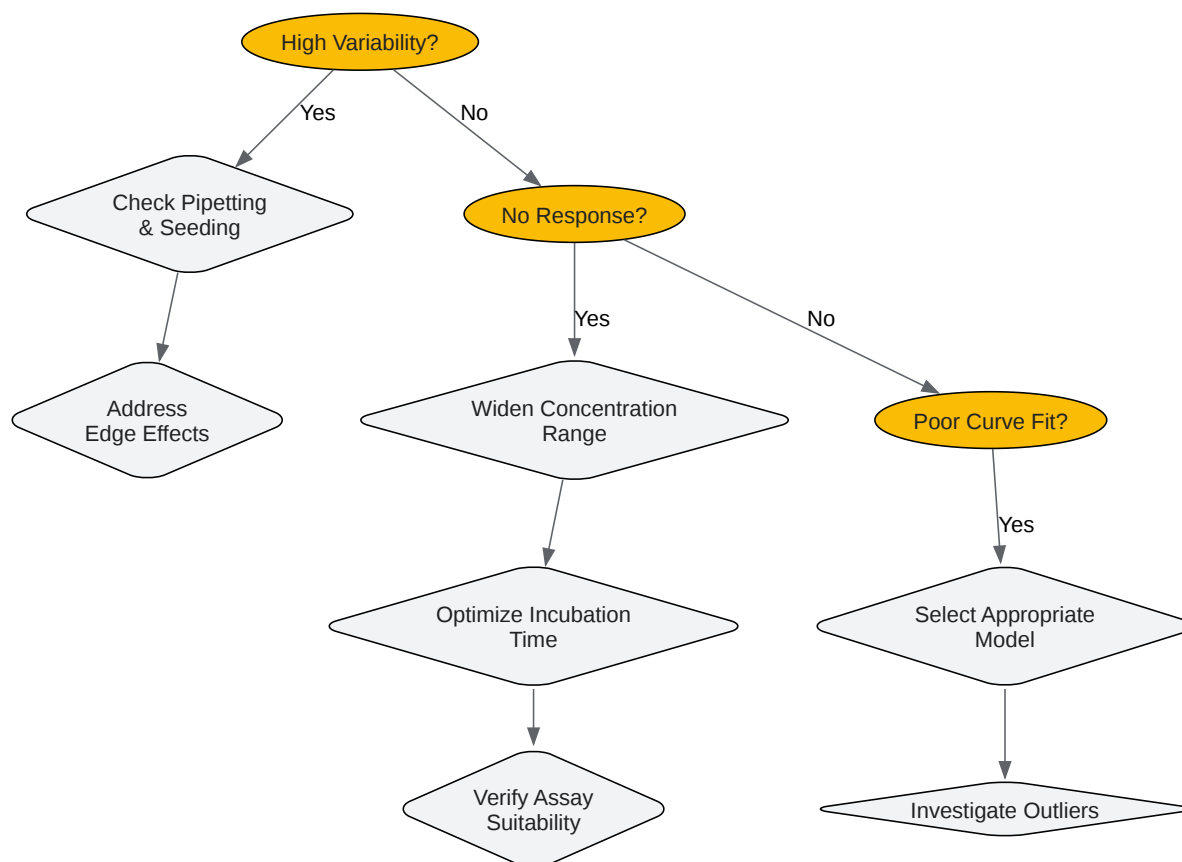 High Variability?
Yes
No
Check Pipetting
& Seeding
No Response?
Yes
No
Address
Edge Effects
Widen Concentration
Range
Poor Curve Fit?
Yes
Optimize Incubation
Time
Select Appropriate
Model
Verify Assay
Suitability
Investigate Outliers